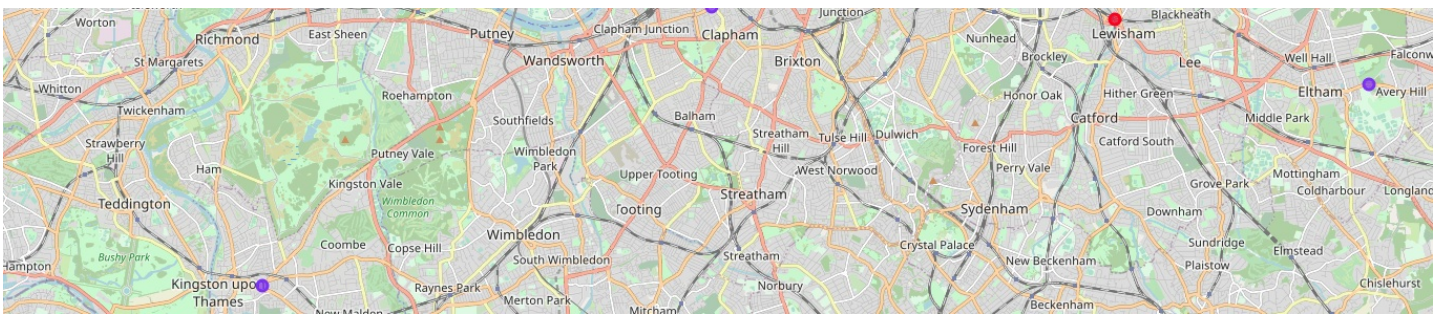 Worton
Richmond
East Sheen
Putney
Clapham Junction
Clapham
Junction
Nunhead
Lewisham
Blackheath
St Margarets
Wandsworth
Brixton
Brockley
Lee
Well Hall
Falconw
Whitton
Twickenham
Roehampton
Southfields
Balham
Streatham
Hill
Tulse Hill
Dulwich
Honor Oak
Hither Green
Eltham
Avery Hill
Catford
Middle Park
Strawberry
Hill
Ham
Putney Vale
Wimbledon
Park
Forest Hill
Catford South
Kingston Vale
Upper Tooting
West Norwood
Perry Vale
Mottingham
Grove Park
Coldharbour
Longland
Teddington
Wimbledon
Common
Tooting
Streatham
Sydenham
Downham
Bushy Park
Coombe
Copse Hill
Wimbledon
South Wimbledon
Streatham
Crystal Palace
New Beckenham
Sundridge
Elmstead
Plaistow
Hampton
Kingston upo
Thames
Raynes Park
Merton Park
Norbury
Beckenham
Chislehurst
New Malden
Mitcham